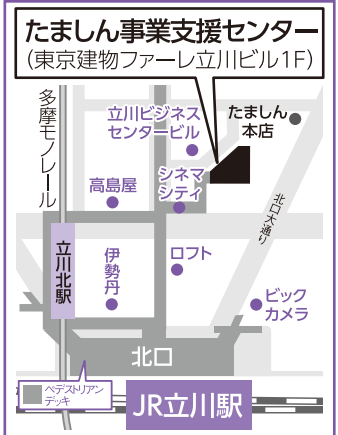 たましん事業支援センター
(東京建物ファーレ立川ビル1F)
多摩モノレール
立川ビジネス
センタービル
たましん
本店
高島屋
シネマ
シティ
北口大通り
立川北駅
伊勢丹
ロフト
ビック
カメラ
北口
ペデストリアン
デッキ
JR立川駅